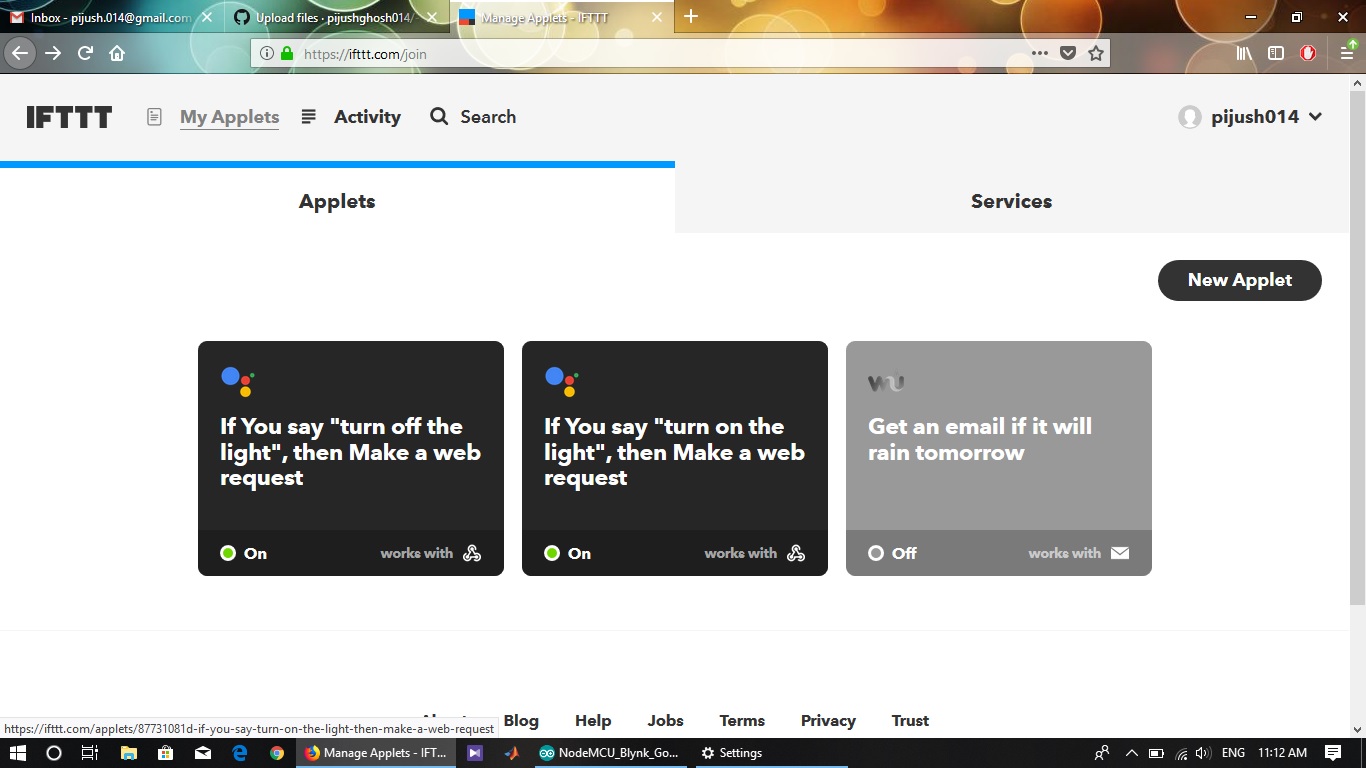 Inbox - pijush.014@gmail.com
Upload files · pijushghosh014/
Manage Applets - IFTTT
https://ifttt.com/join
IFTTT
My Applets
Activity
Search
pijush014
Applets
Services
New Applet
If You say "turn off the
light", then Make a web
request
On
works with
If You say "turn on the
light", then Make a web
request
On
works with
wu
Get an email if it will
rain tomorrow
Off
works with
Blog
Help
Jobs
Terms
Privacy
Trust
https://ifttt.com/applets/87731081d-if-you-say-turn-on-the-light-then-make-a-web-request
Manage Applets - IFT...
NodeMCU_Blynk_Go...
Settings
ENG
11:12 AM